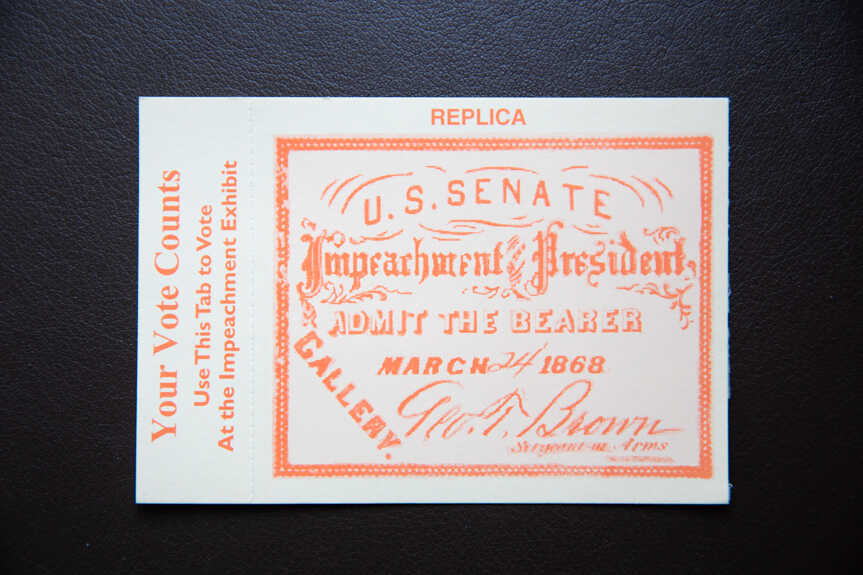 Your Vote Counts
Use This Tab to Vote
At the Impeachment Exhibit
REPLICA
U.S. SENATE
Impeachment of President
ADMIT THE BEARER
MARCH 24 1868
GALLERY.
Geo. T. Brown
Sergeant-at-Arms